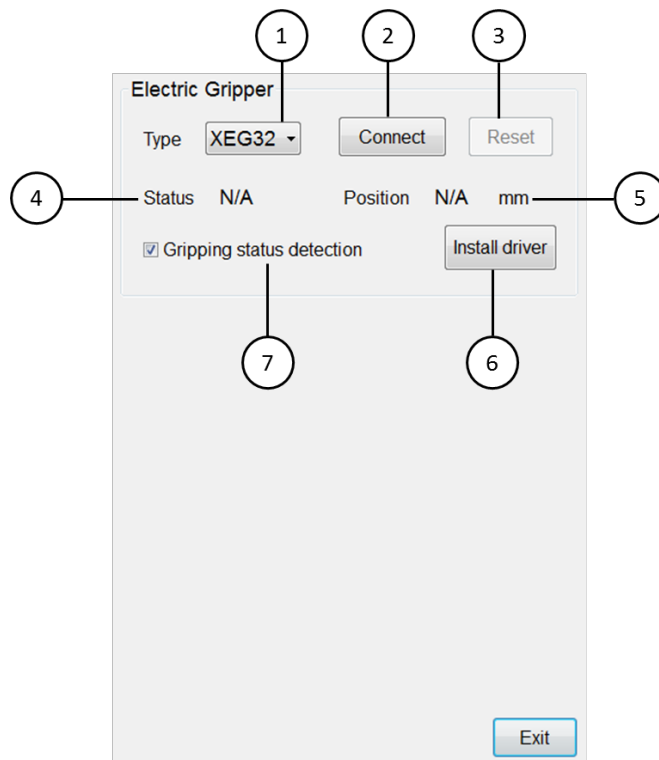 1 2 3
Electric Gripper
Type XEG32 Connect Reset
4 Status N/A Position N/A mm 5
Gripping status detection Install driver
7 6
Exit